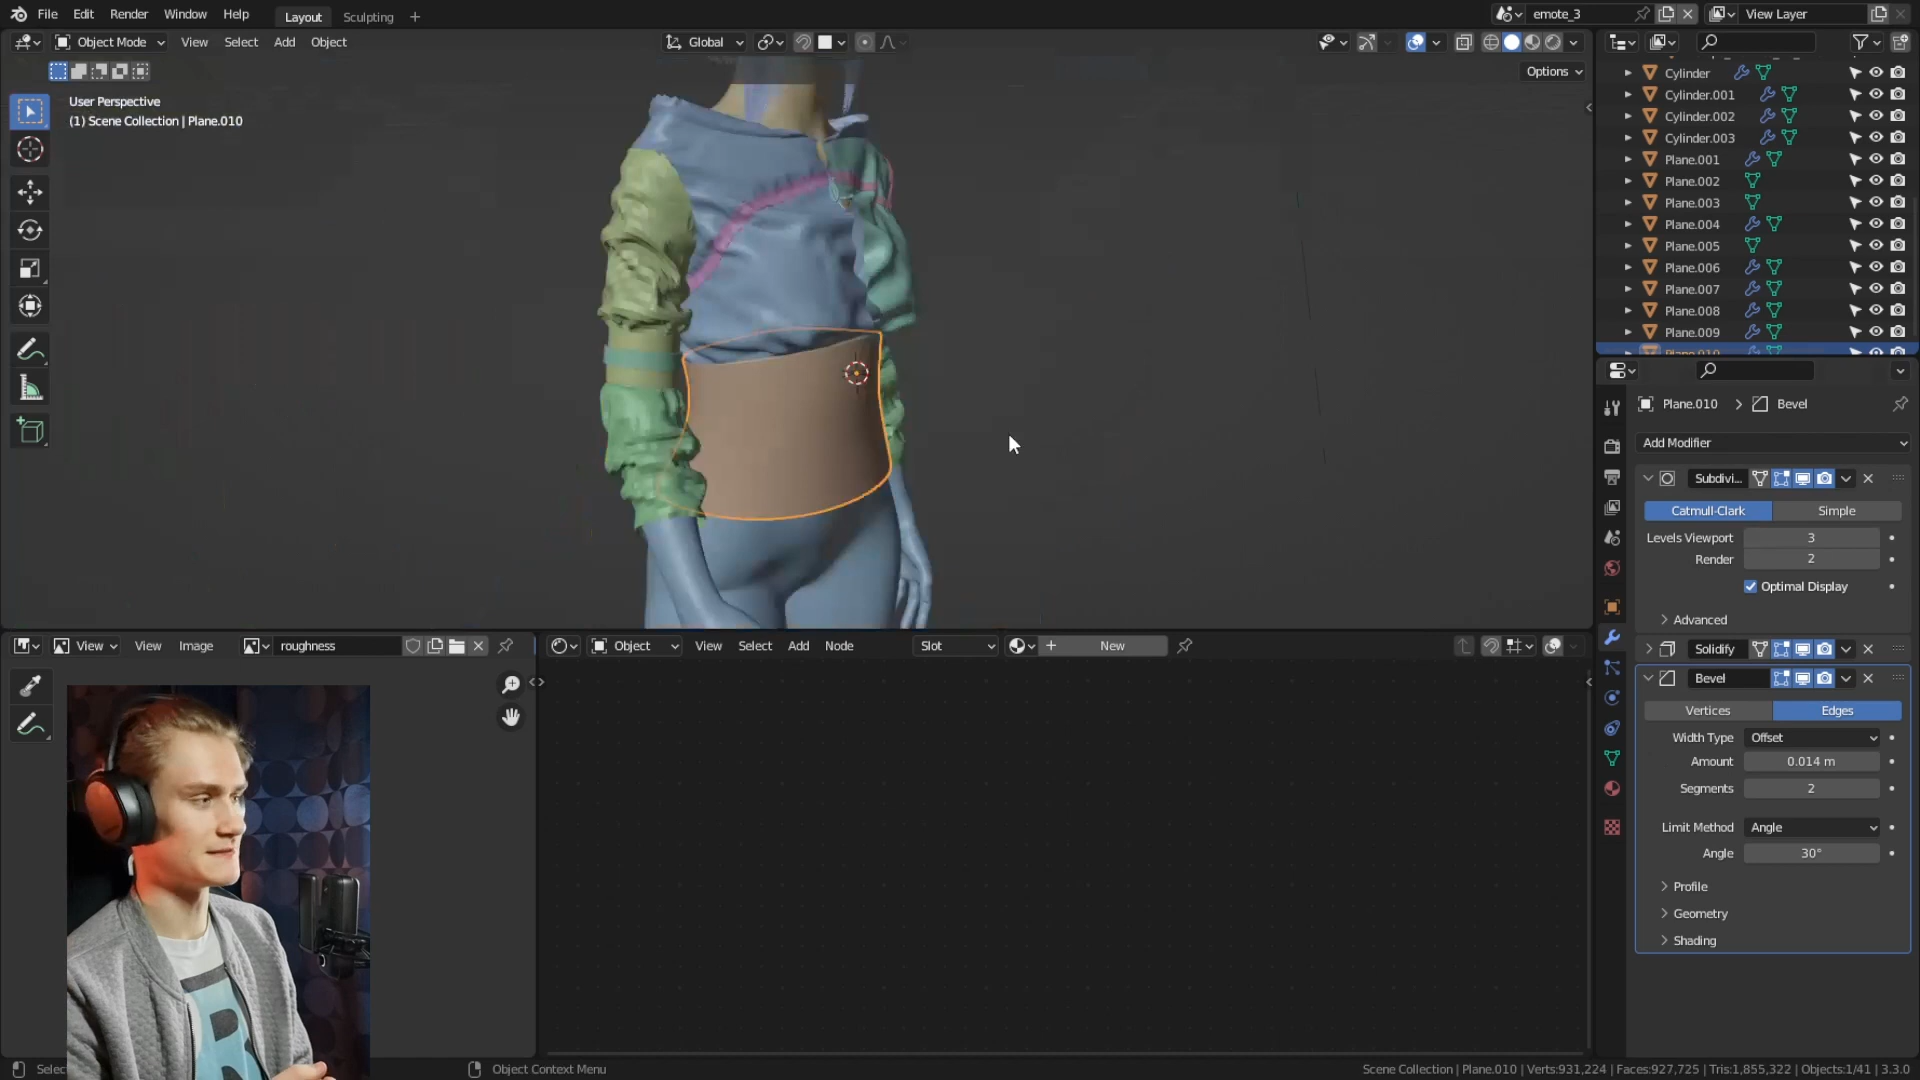 File Edit Render Window Help Layout Sculpting + emote_3 View Layer
Object Mode View Select Add Object Global
Options
User Perspective
(1) Scene Collection | Plane.010
Cylinder
Cylinder.001
Cylinder.002
Cylinder.003
Plane.001
Plane.002
Plane.003
Plane.004
Plane.005
Plane.006
Plane.007
Plane.008
Plane.009
Plane.010
Plane.010 > Bevel
Add Modifier
Subdivi...
Catmull-Clark Simple
Levels Viewport 3
Render 2
Optimal Display
Advanced
Solidify
Bevel
Vertices Edges
Width Type Offset
Amount 0.014 m
Segments 2
Limit Method Angle
Angle 30°
Profile
Geometry
Shading
View View Image roughness
Object View Select Add Node Slot + New
R
Selec
Object Context Menu
Scene Collection | Plane.010 | Verts:931,224 | Faces:927,725 | Tris:1,855,322 | Objects:1/41 | 3.3.0